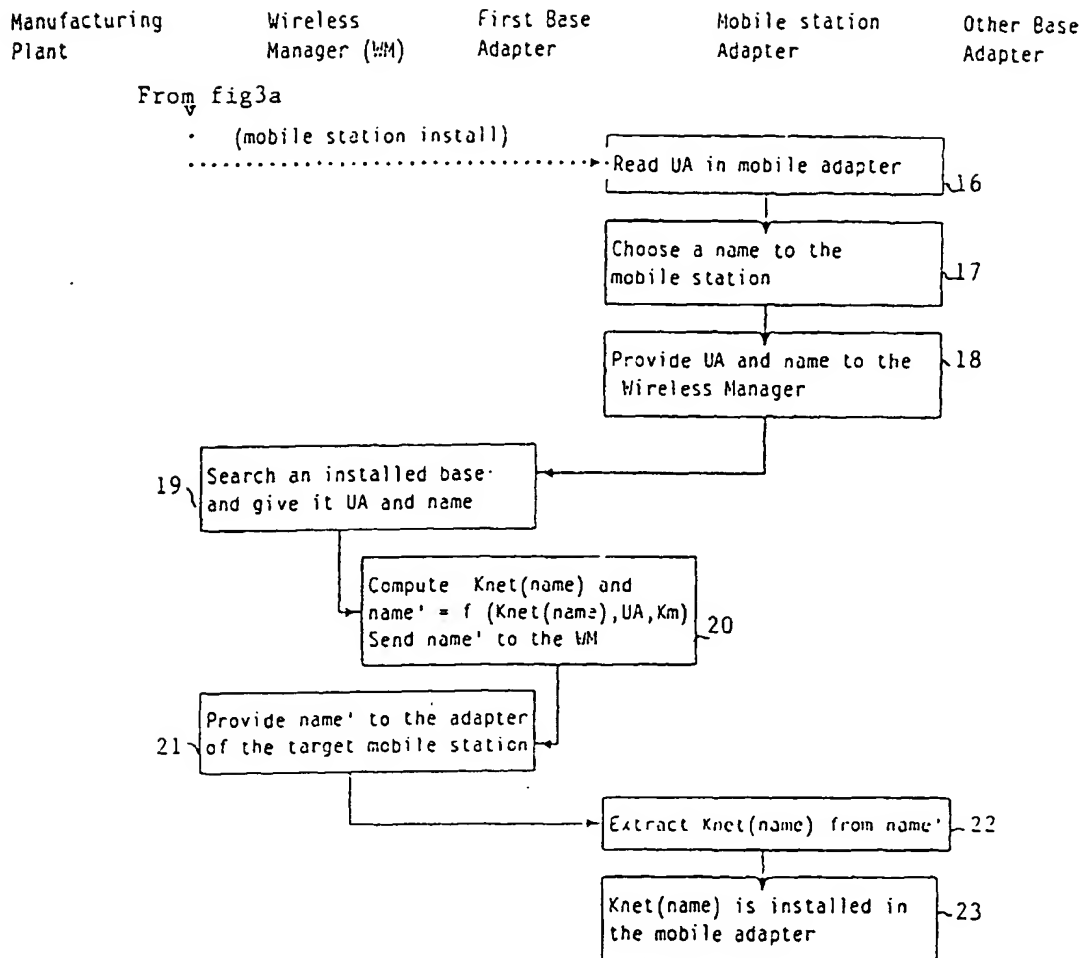 Manufacturing Plant
Wireless Manager (WM)
First Base Adapter
Mobile station Adapter
Other Base Adapter
From fig3a
(mobile station install)
Read UA in mobile adapter
16
Choose a name to the
mobile station
17
Provide UA and name to the
Wireless Manager
18
19
Search an installed base
and give it UA and name
Compute Knet(name) and
name' = f (Knet(name),UA,Km)
Send name' to the WM
20
Provide name' to the adapter
of the target mobile station
21
Extract Knet(name) from name'
22
Knet(name) is installed in
the mobile adapter
23